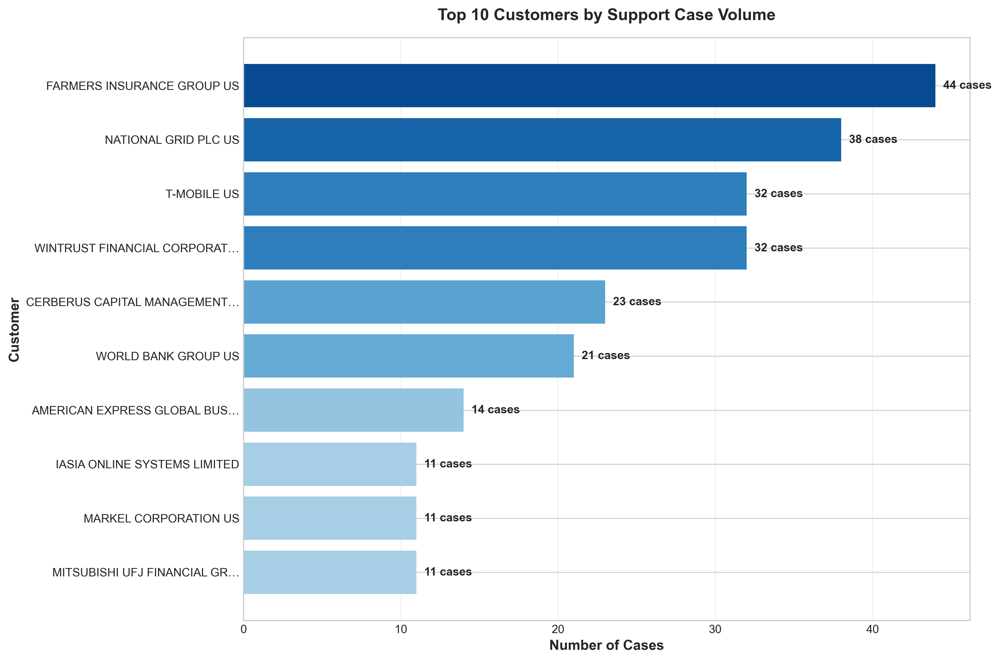 Top 10 Customers by Support Case Volume
FARMERS INSURANCE GROUP US
44 cases
NATIONAL GRID PLC US
38 cases
T-MOBILE US
32 cases
WINTRUST FINANCIAL CORPORAT…
32 cases
CERBERUS CAPITAL MANAGEMENT…
23 cases
WORLD BANK GROUP US
21 cases
AMERICAN EXPRESS GLOBAL BUS…
14 cases
IASIA ONLINE SYSTEMS LIMITED
11 cases
MARKEL CORPORATION US
11 cases
MITSUBISHI UFJ FINANCIAL GR…
11 cases
Customer
0 10 20 30 40
Number of Cases